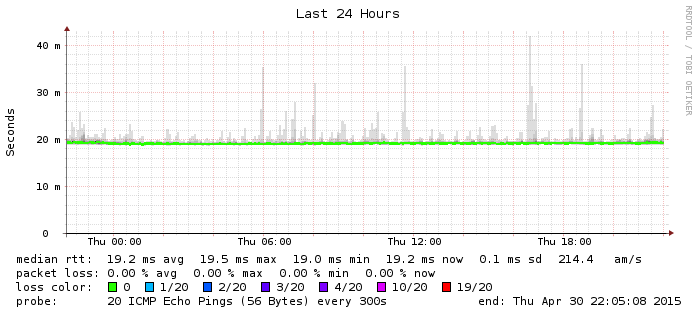 Last 24 Hours
RRDTOOL / TOBI OETIKER
Seconds
40 m
30 m
20 m
10 m
0
Thu 00:00 Thu 06:00 Thu 12:00 Thu 18:00
median rtt: 19.2 ms avg 19.5 ms max 19.0 ms min 19.2 ms now 0.1 ms sd 214.4 am/s
packet loss: 0.00 % avg 0.00 % max 0.00 % min 0.00 % now
loss color: 0 1/20 2/20 3/20 4/20 10/20 19/20
probe: 20 ICMP Echo Pings (56 Bytes) every 300s end: Thu Apr 30 22:05:08 2015